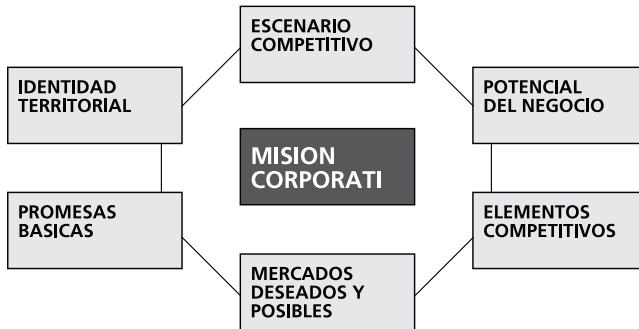 ESCENARIO
COMPETITIVO
IDENTIDAD
TERRITORIAL
POTENCIAL
DEL NEGOCIO
MISION
CORPORATI
PROMESAS
BASICAS
ELEMENTOS
COMPETITIVOS
MERCADOS
DESEADOS Y
POSIBLES